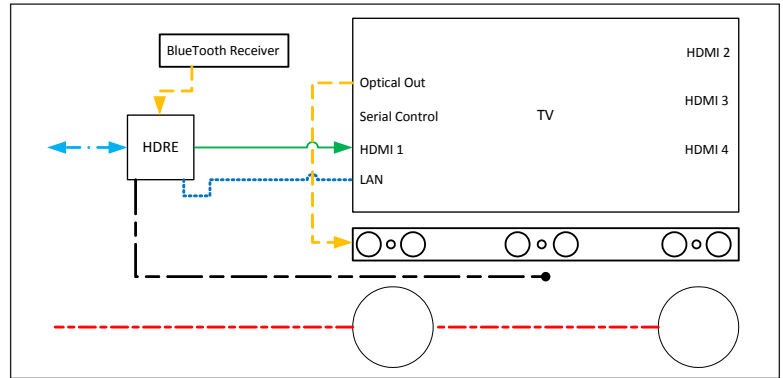 BlueTooth Receiver
HDMI 2
Optical Out
HDMI 3
Serial Control
TV
HDRE
HDMI 1
HDMI 4
LAN